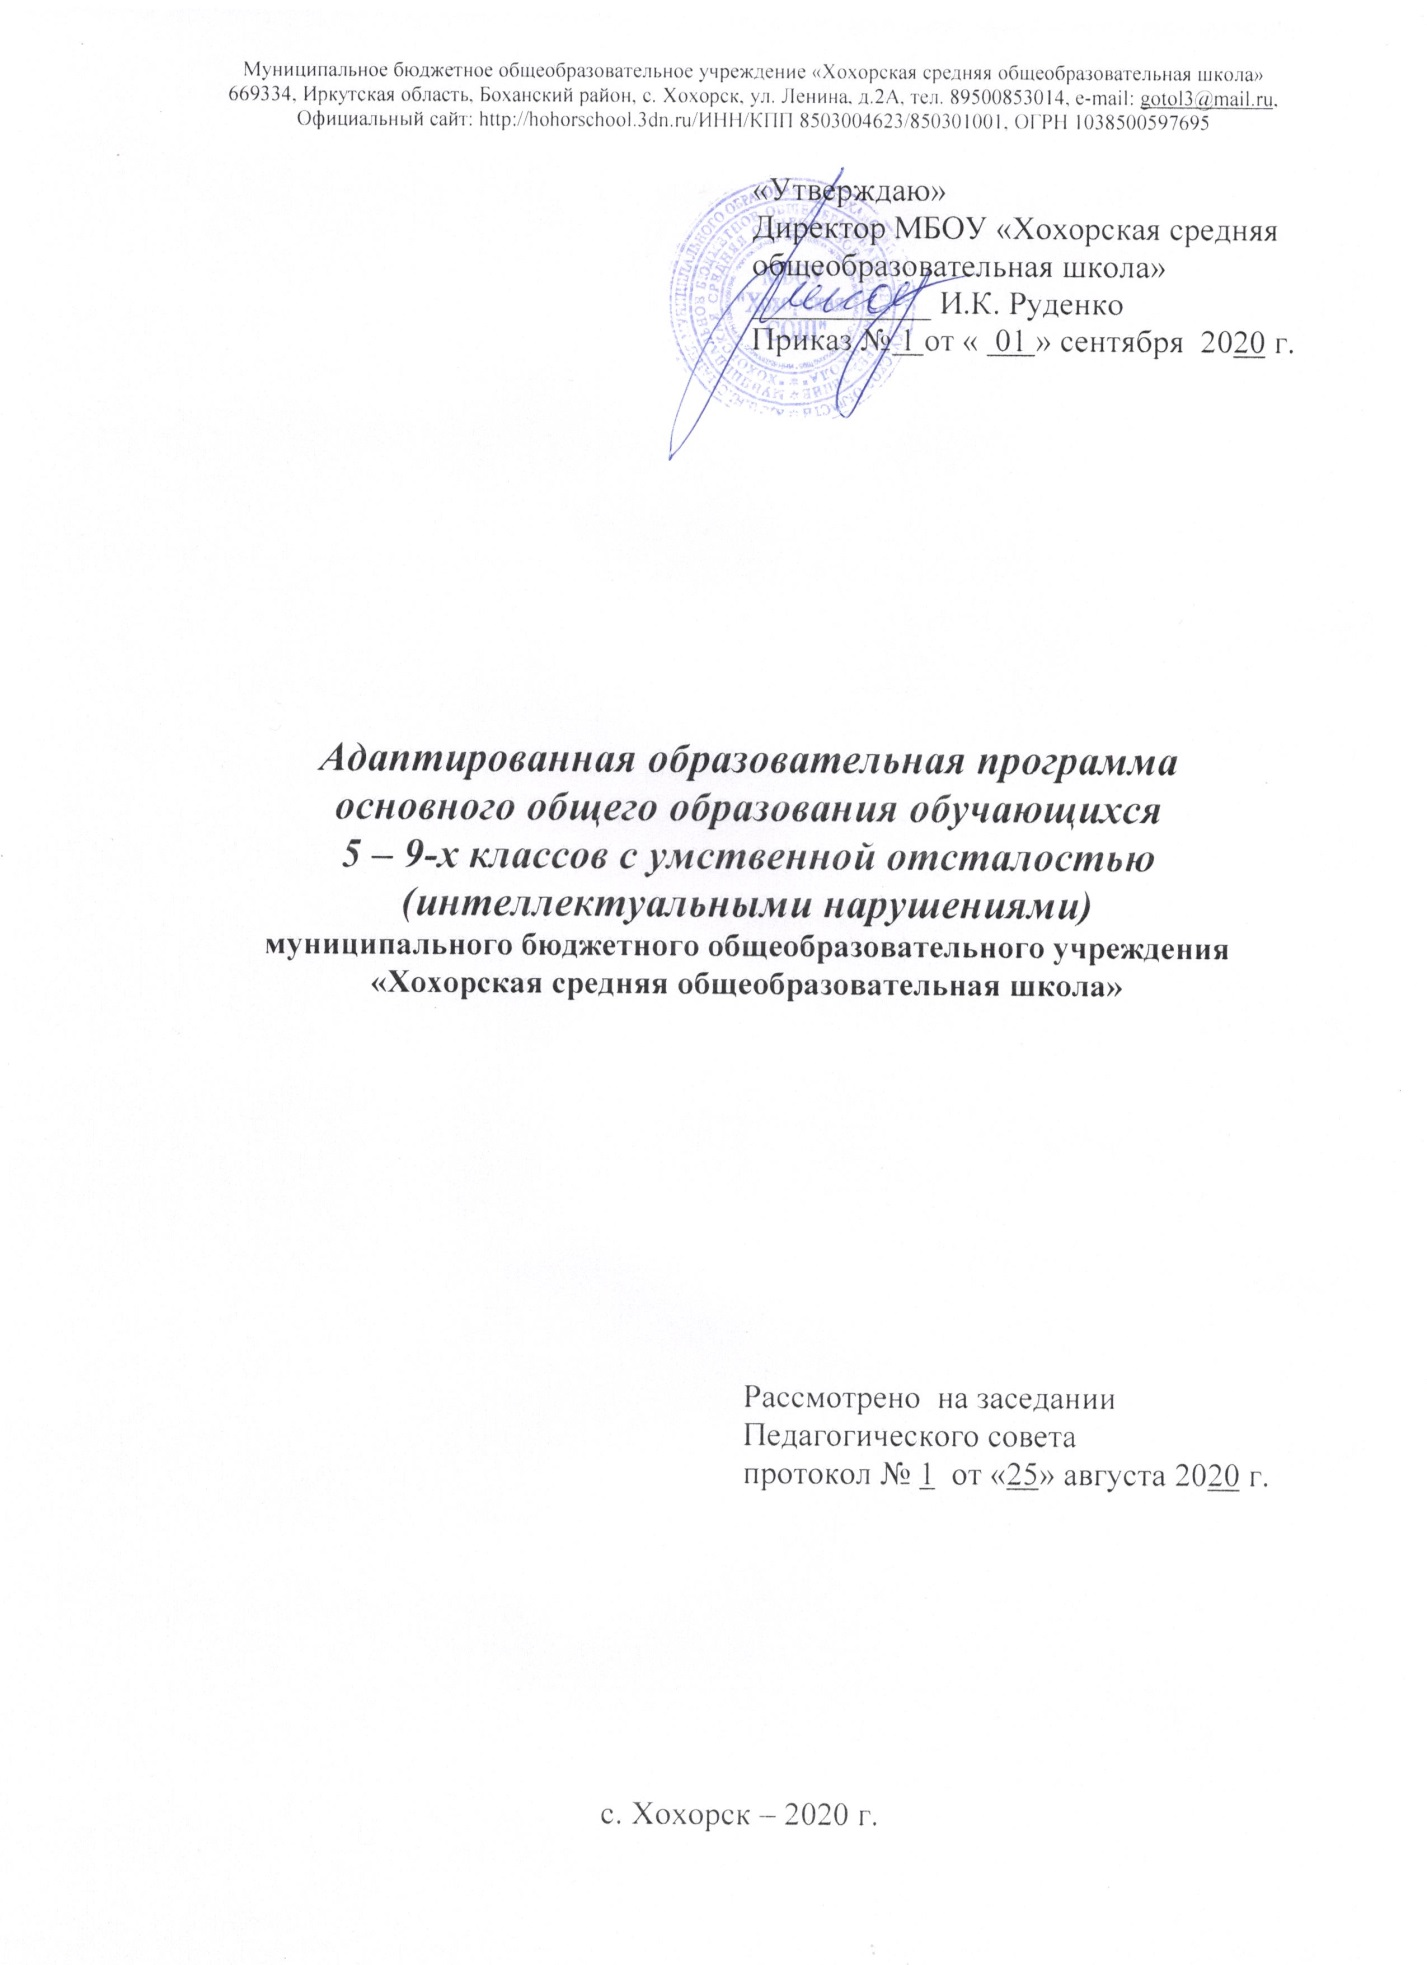 Муниципальное бюджетное общеобразовательное учреждение «Хохорская средняя общеобразовательная школа»
669334, Иркутская область, Боханский район, с. Хохорск, ул. Ленина, д.2А, тел. 89500853014, e-mail: gotol3@mail.ru,
Официальный сайт: http://hohorschool.3dn.ru/ИНН/КПП 8503004623/850301001, ОГРН 1038500597695
«Утверждаю»
Директор МБОУ «Хохорская средняя
общеобразовательная школа»
____________ И.К. Руденко
Приказ № 1 от « 01 » сентября 2020 г.
Адаптированная образовательная программа
основного общего образования обучающихся
5 – 9-х классов с умственной отсталостью
(интеллектуальными нарушениями)
муниципального бюджетного общеобразовательного учреждения
«Хохорская средняя общеобразовательная школа»
Рассмотрено на заседании
Педагогического совета
протокол № 1 от «25» августа 2020 г.
с. Хохорск – 2020 г.